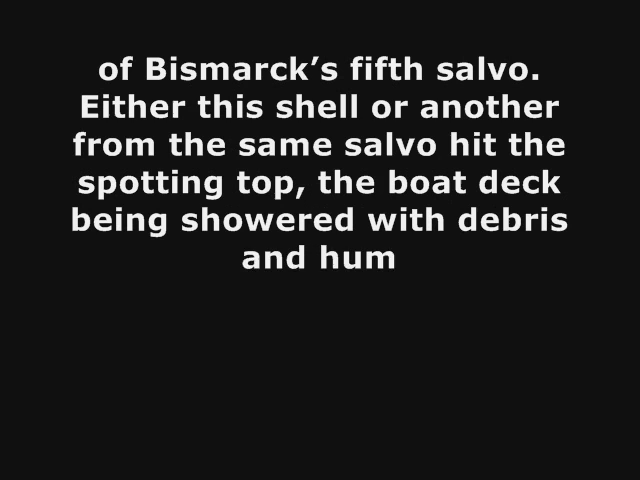 of Bismarck’s fifth salvo.
Either this shell or another
from the same salvo hit the
spotting top, the boat deck
being showered with debris
and hum